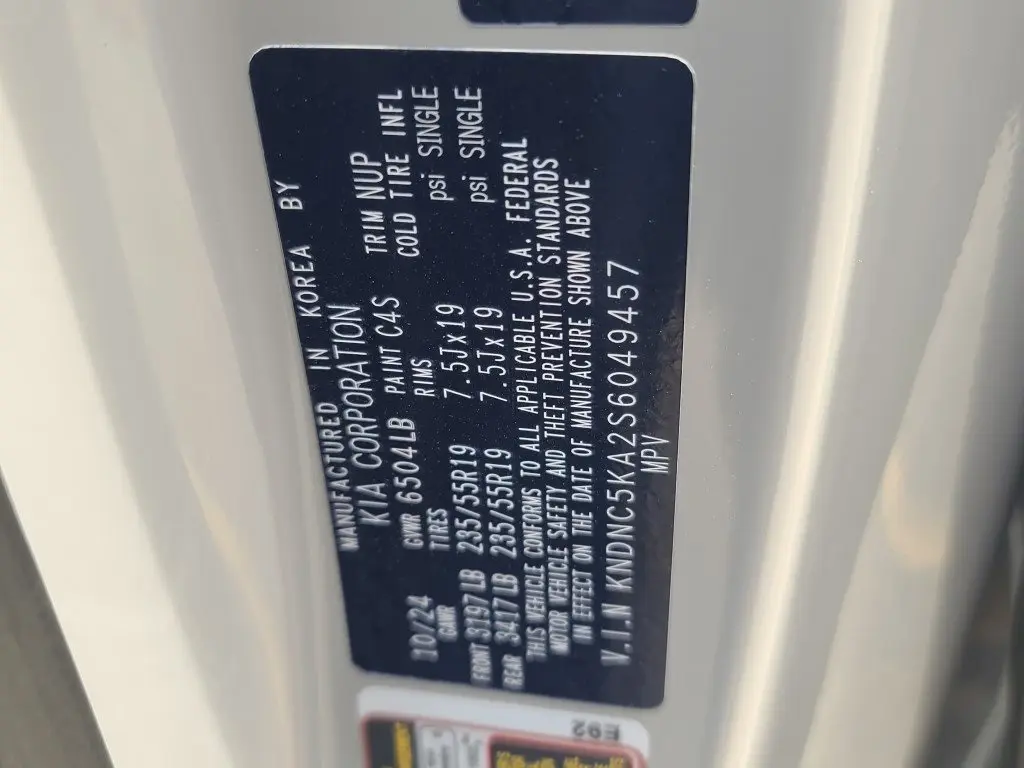 MANUFACTURED IN KOREA BY
KIA CORPORATION
10/24 GVWR 6504LB PAINT C4S TRIM NUP
GAWR TIRES RIMS COLD TIRE INFL
FRONT 3197LB 235/55R19 7.5Jx19 psi SINGLE
REAR 3417LB 235/55R19 7.5Jx19 psi SINGLE
THIS VEHICLE CONFORMS TO ALL APPLICABLE U.S.A. FEDERAL
MOTOR VEHICLE SAFETY AND THEFT PREVENTION STANDARDS
IN EFFECT ON THE DATE OF MANUFACTURE SHOWN ABOVE
V.I.N KNDNC5KA2S6049457
MPV
E92